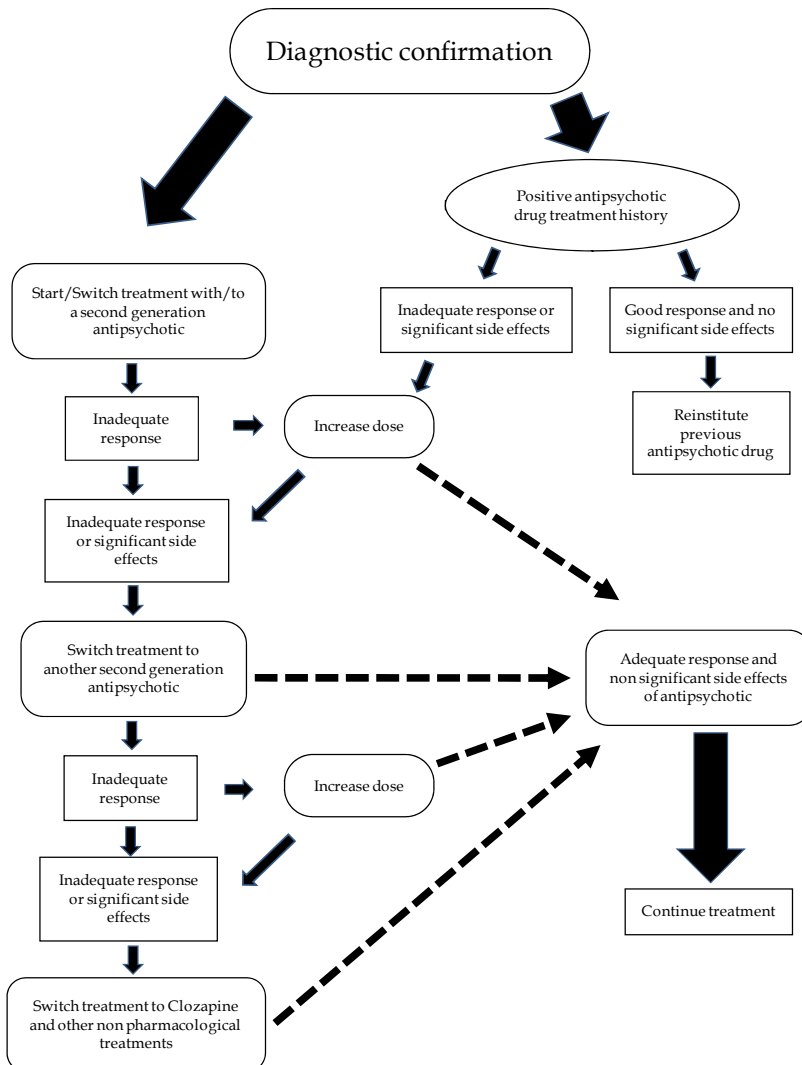 Diagnostic confirmation
Positive antipsychotic
drug treatment history
Start/Switch treatment with/to
a second generation
antipsychotic
Inadequate response or
significant side effects
Good response and no
significant side effects
Inadequate
response
Increase dose
Reinstitute
previous
antipsychotic drug
Inadequate response
or significant side
effects
Switch treatment to
another second generation
antipsychotic
Adequate response and
non significant side effects
of antipsychotic
Inadequate
response
Increase dose
Inadequate response
or significant side
effects
Continue treatment
Switch treatment to Clozapine
and other non pharmacological
treatments